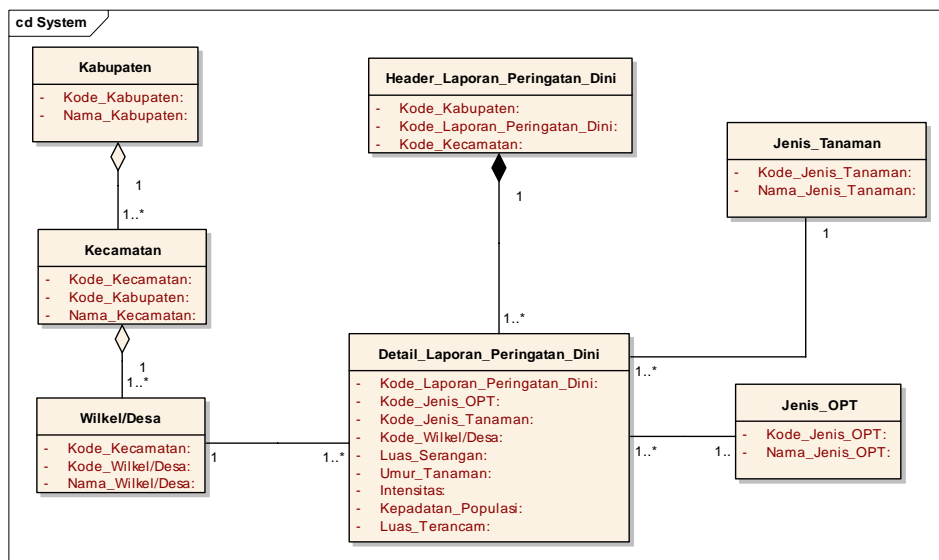 cd System
Kabupaten
- Kode_Kabupaten:
- Nama_Kabupaten:
1
1..*
Kecamatan
- Kode_Kecamatan:
- Kode_Kabupaten:
- Nama_Kecamatan:
1
1..*
Wilkel/Desa
- Kode_Kecamatan:
- Kode_Wilkel/Desa:
- Nama_Wilkel/Desa:
1
1..*
Header_Laporan_Peringatan_Dini
- Kode_Kabupaten:
- Kode_Laporan_Peringatan_Dini:
- Kode_Kecamatan:
1
1..*
Detail_Laporan_Peringatan_Dini
- Kode_Laporan_Peringatan_Dini:
- Kode_Jenis_OPT:
- Kode_Jenis_Tanaman:
- Kode_Wilkel/Desa:
- Luas_Serangan:
- Umur_Tanaman:
- Intensitas:
- Kepadatan_Populasi:
- Luas_Terancam:
Jenis_Tanaman
- Kode_Jenis_Tanaman:
- Nama_Jenis_Tanaman:
1
1..*
Jenis_OPT
- Kode_Jenis_OPT:
- Nama_Jenis_OPT:
1..*
1..